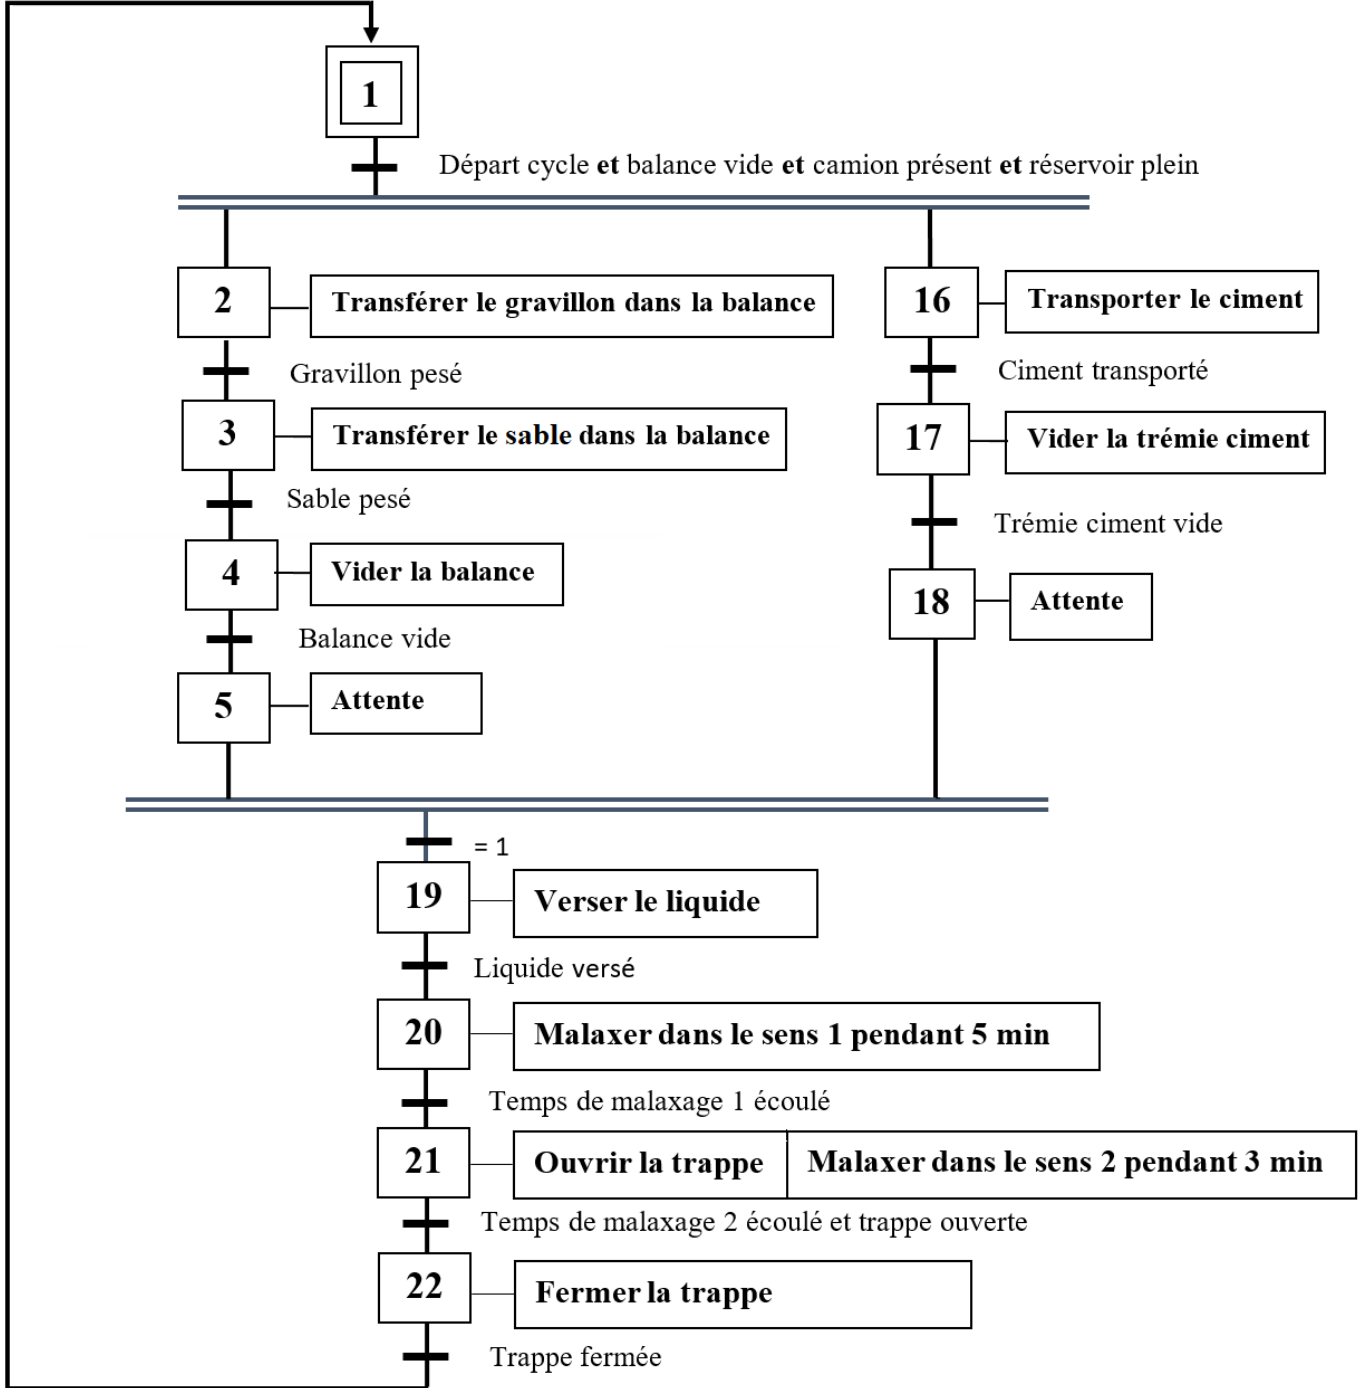 1
Départ cycle et balance vide et camion présent et réservoir plein
2
Transférer le gravillon dans la balance
16
Transporter le ciment
Gravillon pesé
Ciment transporté
3
Transférer le sable dans la balance
17
Vider la trémie ciment
Sable pesé
Trémie ciment vide
4
Vider la balance
18
Attente
Balance vide
5
Attente
= 1
19
Verser le liquide
Liquide versé
20
Malaxer dans le sens 1 pendant 5 min
Temps de malaxage 1 écoulé
21
Ouvrir la trappe
Malaxer dans le sens 2 pendant 3 min
Temps de malaxage 2 écoulé et trappe ouverte
22
Fermer la trappe
Trappe fermée